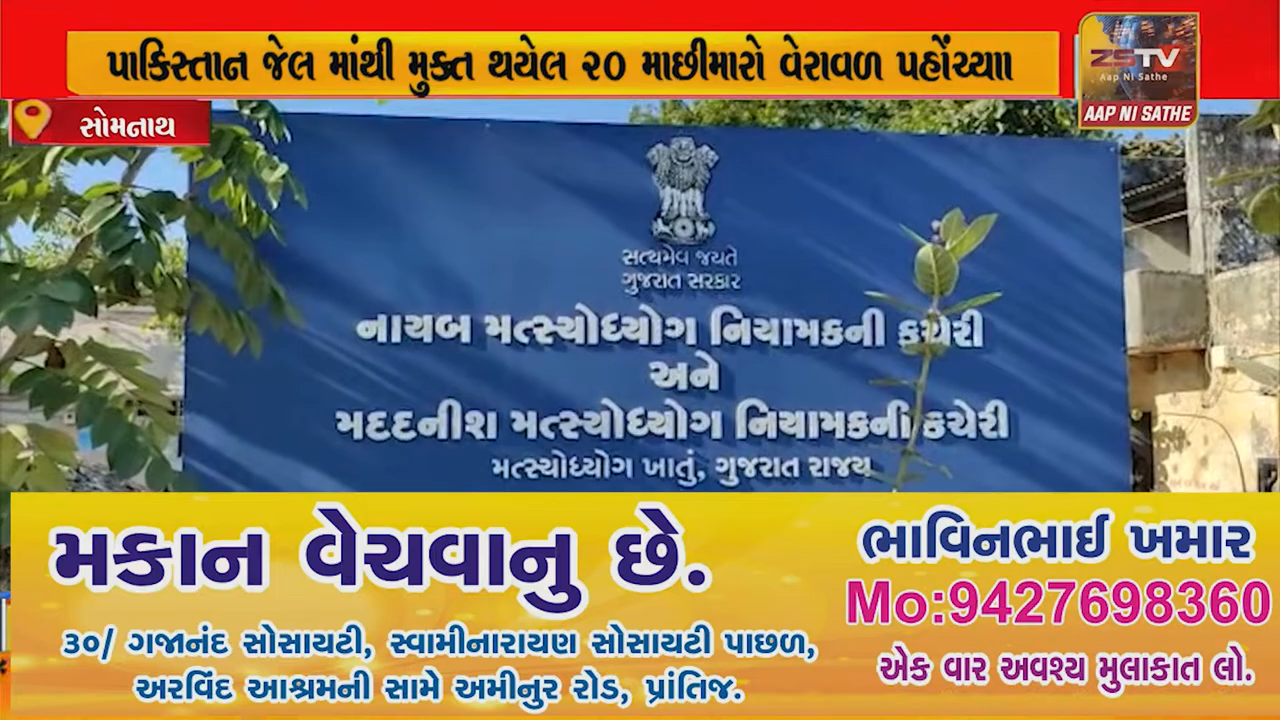 પાકિસ્તાન જેલ માંથી મુક્ત થયેલ ૨૦ માછીમારો વેરાવળ પહોંચ્યાા
ZSTV
Aap Ni Sathe
AAP NI SATHE
સોમનાથ
સત્યમેવ જયતે
ગુજરાત સરકાર
નાયબ મત્સ્યોધ્યોગ નિયામકની કચેરી
અને
મદદનીશ મત્સ્યોધ્યોગ નિયામકની કચેરી
મત્સ્યોધ્યોગ ખાતું, ગુજરાત રાજય
મકાન વેચવાનુ છે.
૩૦/ ગજાનંદ સોસાયટી, સ્વામીનારાયણ સોસાયટી પાછળ,
અરવિંદ આશ્રમની સામે અમીનુર રોડ, પ્રાંતિજ.
ભાવિનભાઈ ખમાર
Mo:9427698360
એક વાર અવશ્ય મુલાકાત લો.